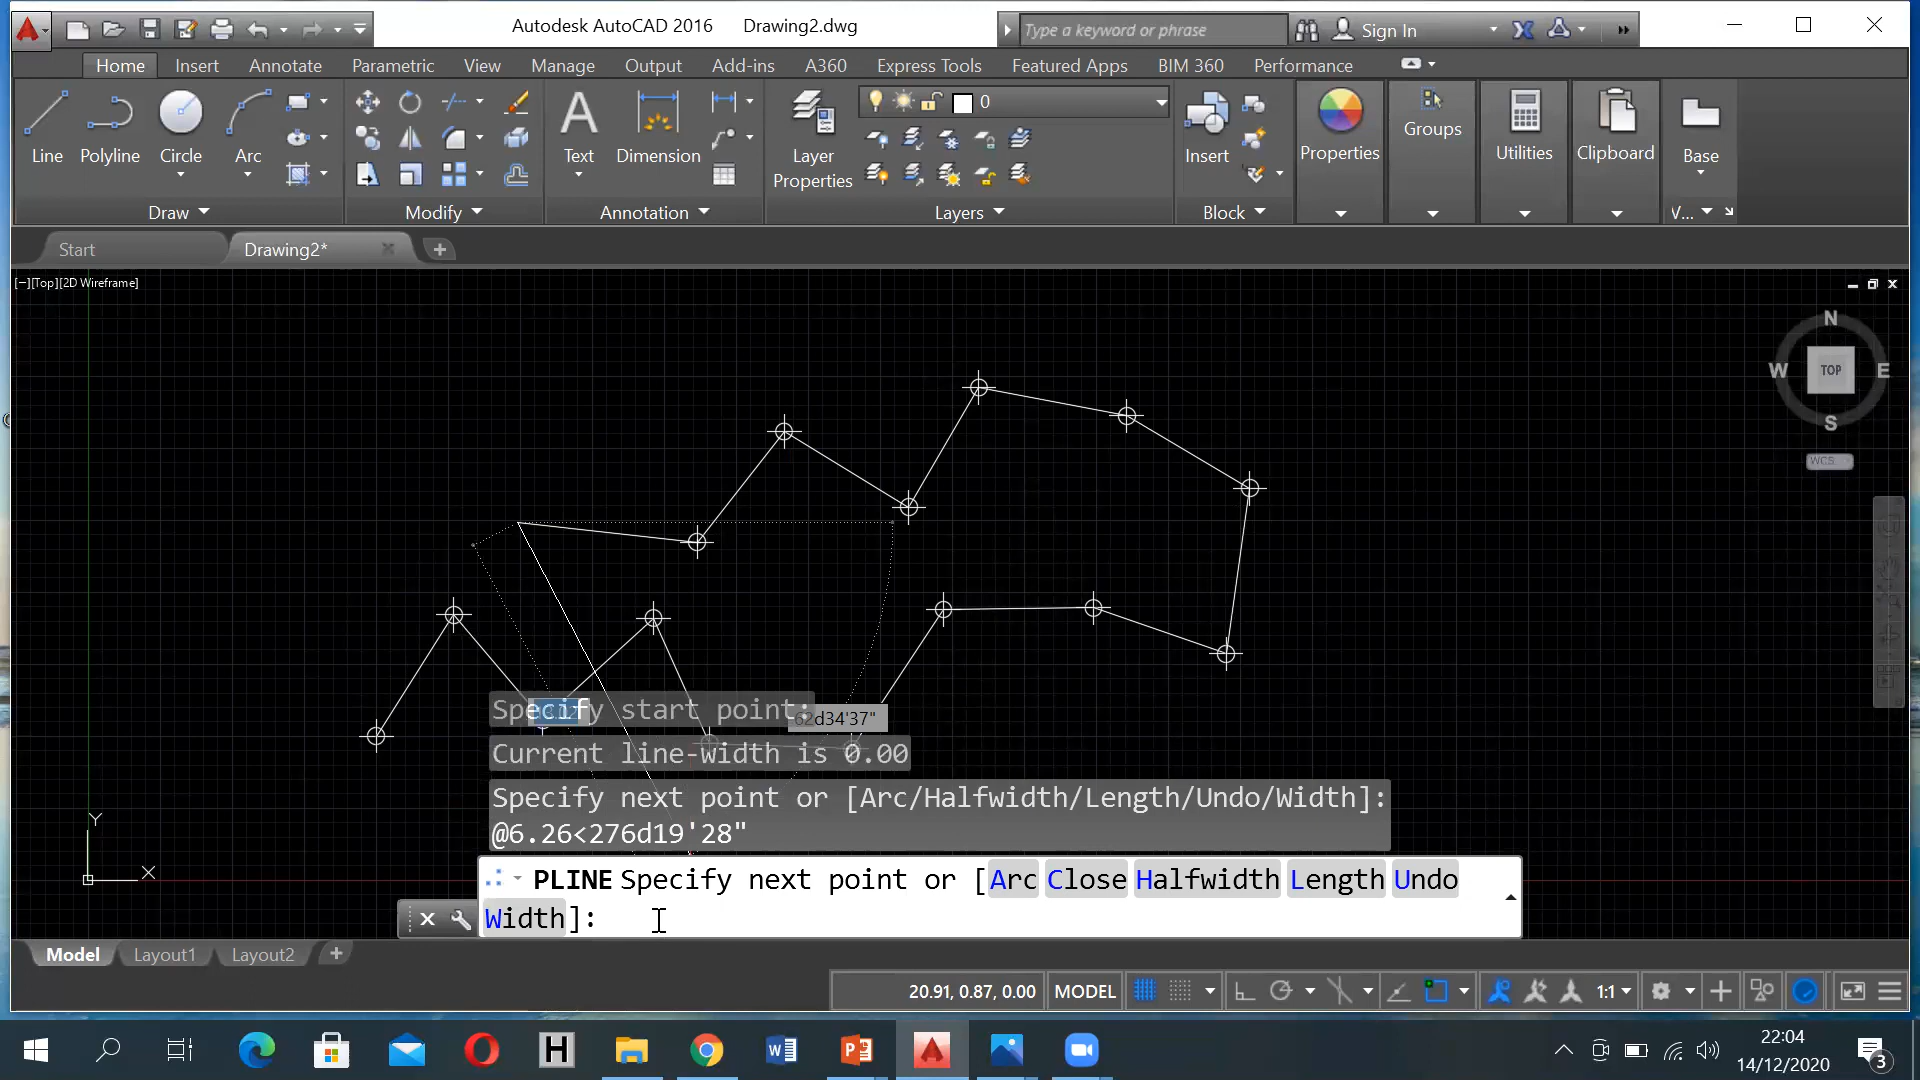 Autodesk AutoCAD 2016 Drawing2.dwg
Type a keyword or phrase
Sign In
Home Insert Annotate Parametric View Manage Output Add-ins A360 Express Tools Featured Apps BIM 360 Performance
0
Line Polyline Circle Arc
Text Dimension
Layer Properties
Insert
Properties
Groups
Utilities
Clipboard
Base
Draw Modify Annotation Layers Block V...
Start Drawing2*
[−][Top][2D Wireframe]
N
W TOP E
S
WCS
Specify start point:
62d34'37"
Current line-width is 0.00
Specify next point or [Arc/Halfwidth/Length/Undo/Width]:
@6.26<276d19'28"
PLINE Specify next point or [Arc Close Halfwidth Length Undo
Width]:
Y
X
Model Layout1 Layout2
20.91, 0.87, 0.00 MODEL 1:1
H
22:04
14/12/2020
3